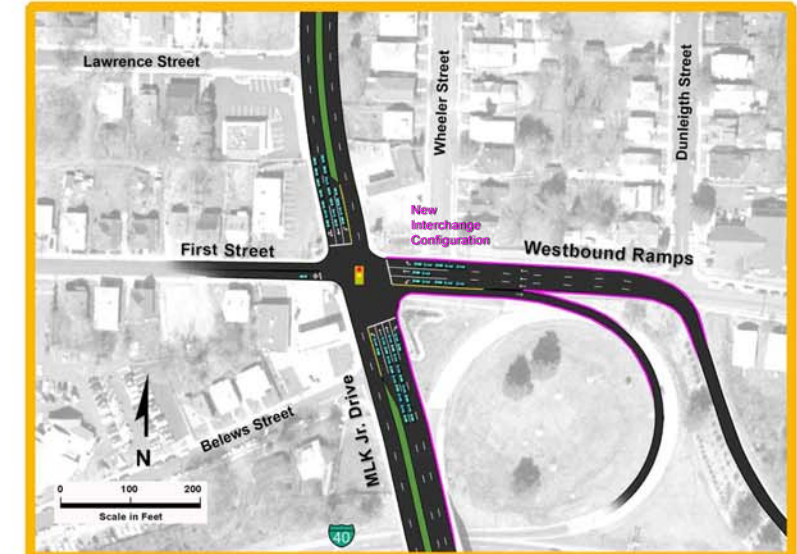 Lawrence Street
Wheeler Street
Dunleigth Street
New
Interchange
Configuration
First Street
Westbound Ramps
Belews Street
MLK Jr. Drive
N
0 100 200
Scale in Feet
40